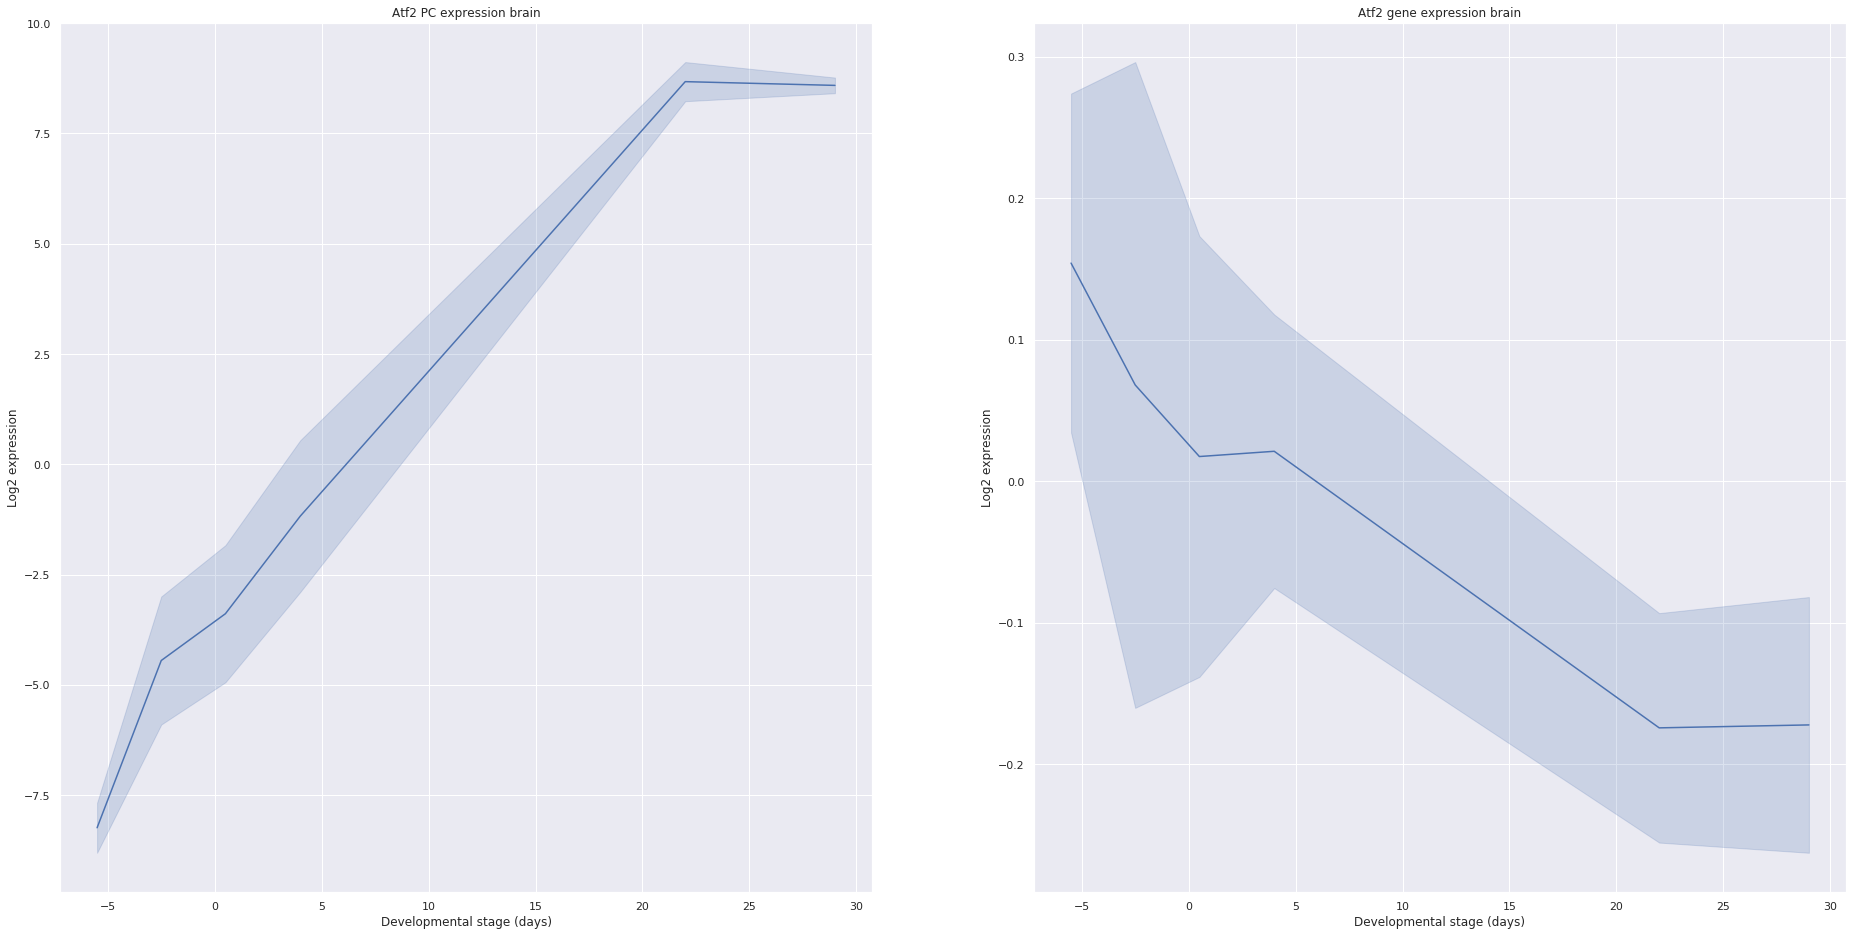 Atf2 PC expression brain
10.0
7.5
5.0
2.5
0.0
−2.5
−5.0
−7.5
Log2 expression
−5 0 5 10 15 20 25 30
Developmental stage (days)
Atf2 gene expression brain
0.3
0.2
0.1
0.0
−0.1
−0.2
Log2 expression
−5 0 5 10 15 20 25 30
Developmental stage (days)